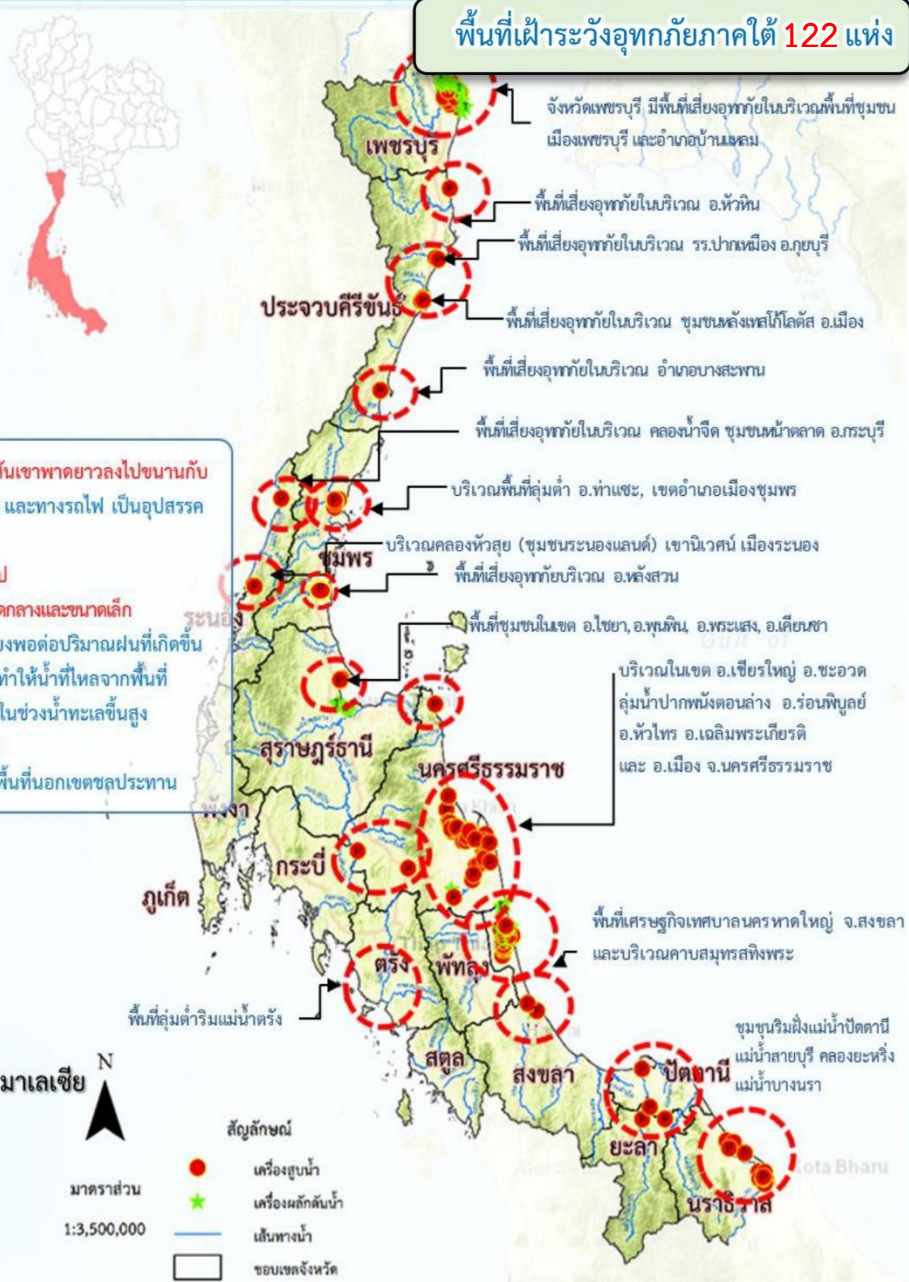 พื้นที่เฝ้าระวังอุทกภัยภาคใต้ 122 แห่ง
จังหวัดเพชรบุรี มีพื้นที่เสี่ยงอุทกภัยในบริเวณพื้นที่ชุมชน
เมืองเพชรบุรี และอำเภอบ้านแหลม
เพชรบุรี
พื้นที่เสี่ยงอุทกภัยในบริเวณ อ.หัวหิน
พื้นที่เสี่ยงอุทกภัยในบริเวณ รร.ปากเหมือง อ.กุยบุรี
ประจวบคีรีขันธ์
พื้นที่เสี่ยงอุทกภัยในบริเวณ ชุมชนหลังเทสโก้โลตัส อ.เมือง
พื้นที่เสี่ยงอุทกภัยในบริเวณ อำเภอบางสะพาน
พื้นที่เสี่ยงอุทกภัยในบริเวณ คลองน้ำจืด ชุมชนหน้าตลาด อ.กระบุรี
บริเวณพื้นที่ลุ่มต่ำ อ.ท่าแซะ, เขตอำเภอเมืองชุมพร
บริเวณคลองหัวสุย (ชุมชนระนองแลนด์) เขานิเวศน์ เมืองระนอง
ชุมพร
พื้นที่เสี่ยงอุทกภัยบริเวณ อ.หลังสวน
ระนอง
พื้นที่ชุมชนในเขต อ.ไชยา, อ.พุนพิน, อ.พระแสง, อ.เคียนซา
สันเขาพาดยาวลงไปขนานกับ
และทางรถไฟ เป็นอุปสรรค
ป
ดกลางและขนาดเล็ก
ยงพอต่อปริมาณฝนที่เกิดขึ้น
ทำให้น้ำที่ไหลจากพื้นที่
ในช่วงน้ำทะเลขึ้นสูง
พื้นที่นอกเขตชลประทาน
บริเวณในเขต อ.เชียรใหญ่ อ.ชะอวด
ลุ่มน้ำปากพนังตอนล่าง อ.ร่อนพิบูลย์
อ.หัวไทร อ.เฉลิมพระเกียรติ
และ อ.เมือง จ.นครศรีธรรมราช
สุราษฎร์ธานี
นครศรีธรรมราช
พังงา
กระบี่
ภูเก็ต
พื้นที่เศรษฐกิจเทศบาลนครหาดใหญ่ จ.สงขลา
และบริเวณคาบสมุทรสทิงพระ
ตรัง
พัทลุง
พื้นที่ลุ่มต่ำริมแม่น้ำตรัง
ชุมชนริมฝั่งแม่น้ำปัตตานี
แม่น้ำสายบุรี คลองยะหริ่ง
แม่น้ำบางนรา
สตูล
สงขลา
ปัตตานี
ยะลา
นราธิวาส
Kota Bharu
มาเลเซีย
N
มาตราส่วน
1:3,500,000
สัญลักษณ์
เครื่องสูบน้ำ
เครื่องผลักดันน้ำ
เส้นทางน้ำ
ขอบเขตจังหวัด